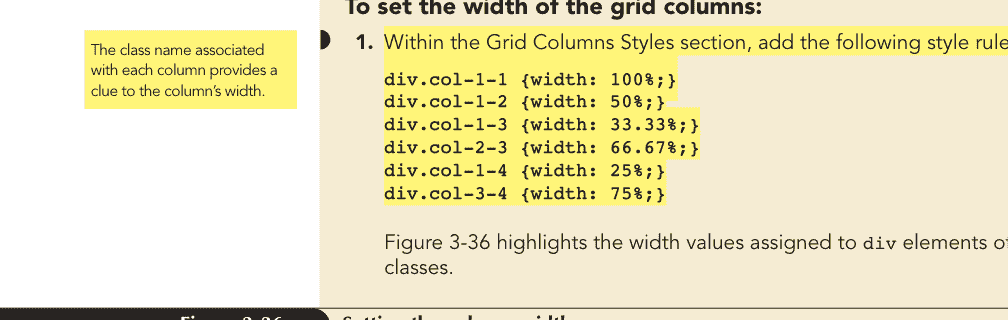 To set the width of the grid columns:
The class name associated
with each column provides a
clue to the column's width.
1. Within the Grid Columns Styles section, add the following style rule
div.col-1-1 {width: 100%;}
div.col-1-2 {width: 50%;}
div.col-1-3 {width: 33.33%;}
div.col-2-3 {width: 66.67%;}
div.col-1-4 {width: 25%;}
div.col-3-4 {width: 75%;}
Figure 3-36 highlights the width values assigned to div elements of
classes.